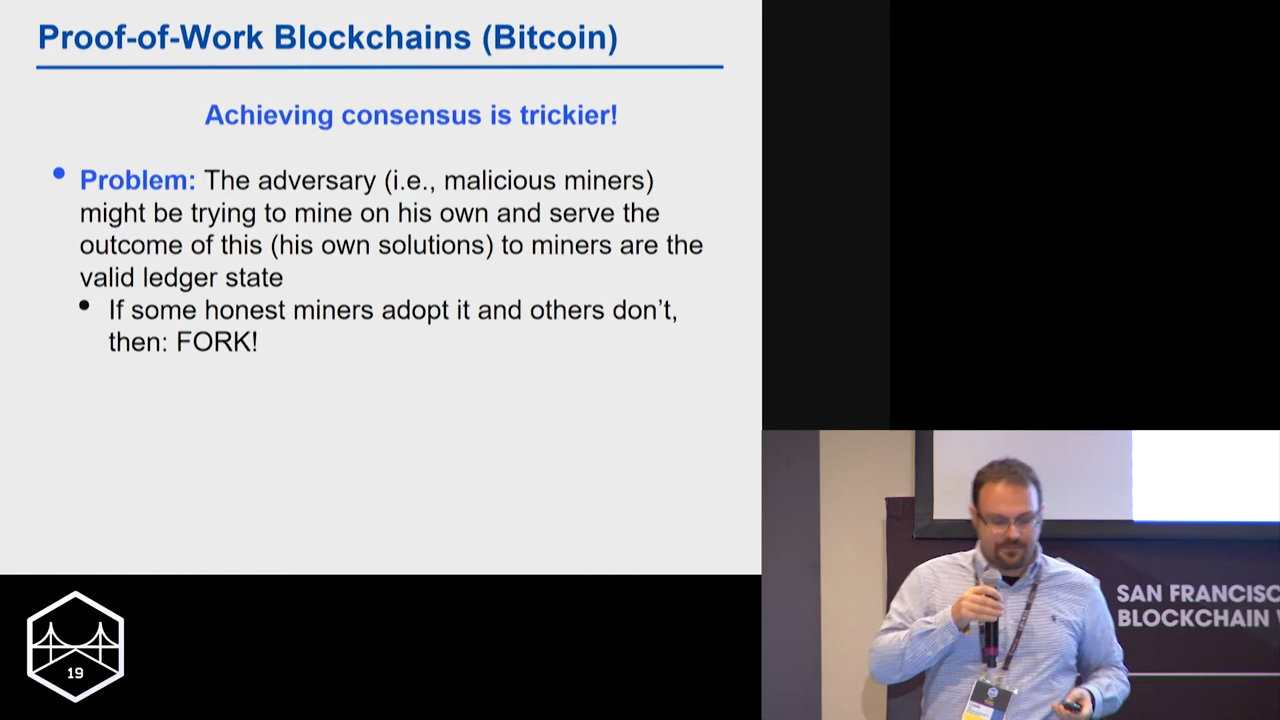 Proof-of-Work Blockchains (Bitcoin)
Achieving consensus is trickier!
• Problem: The adversary (i.e., malicious miners)
might be trying to mine on his own and serve the
outcome of this (his own solutions) to miners are the
valid ledger state
• If some honest miners adopt it and others don't,
then: FORK!
19
SAN FRANCISCO
BLOCKCHAIN